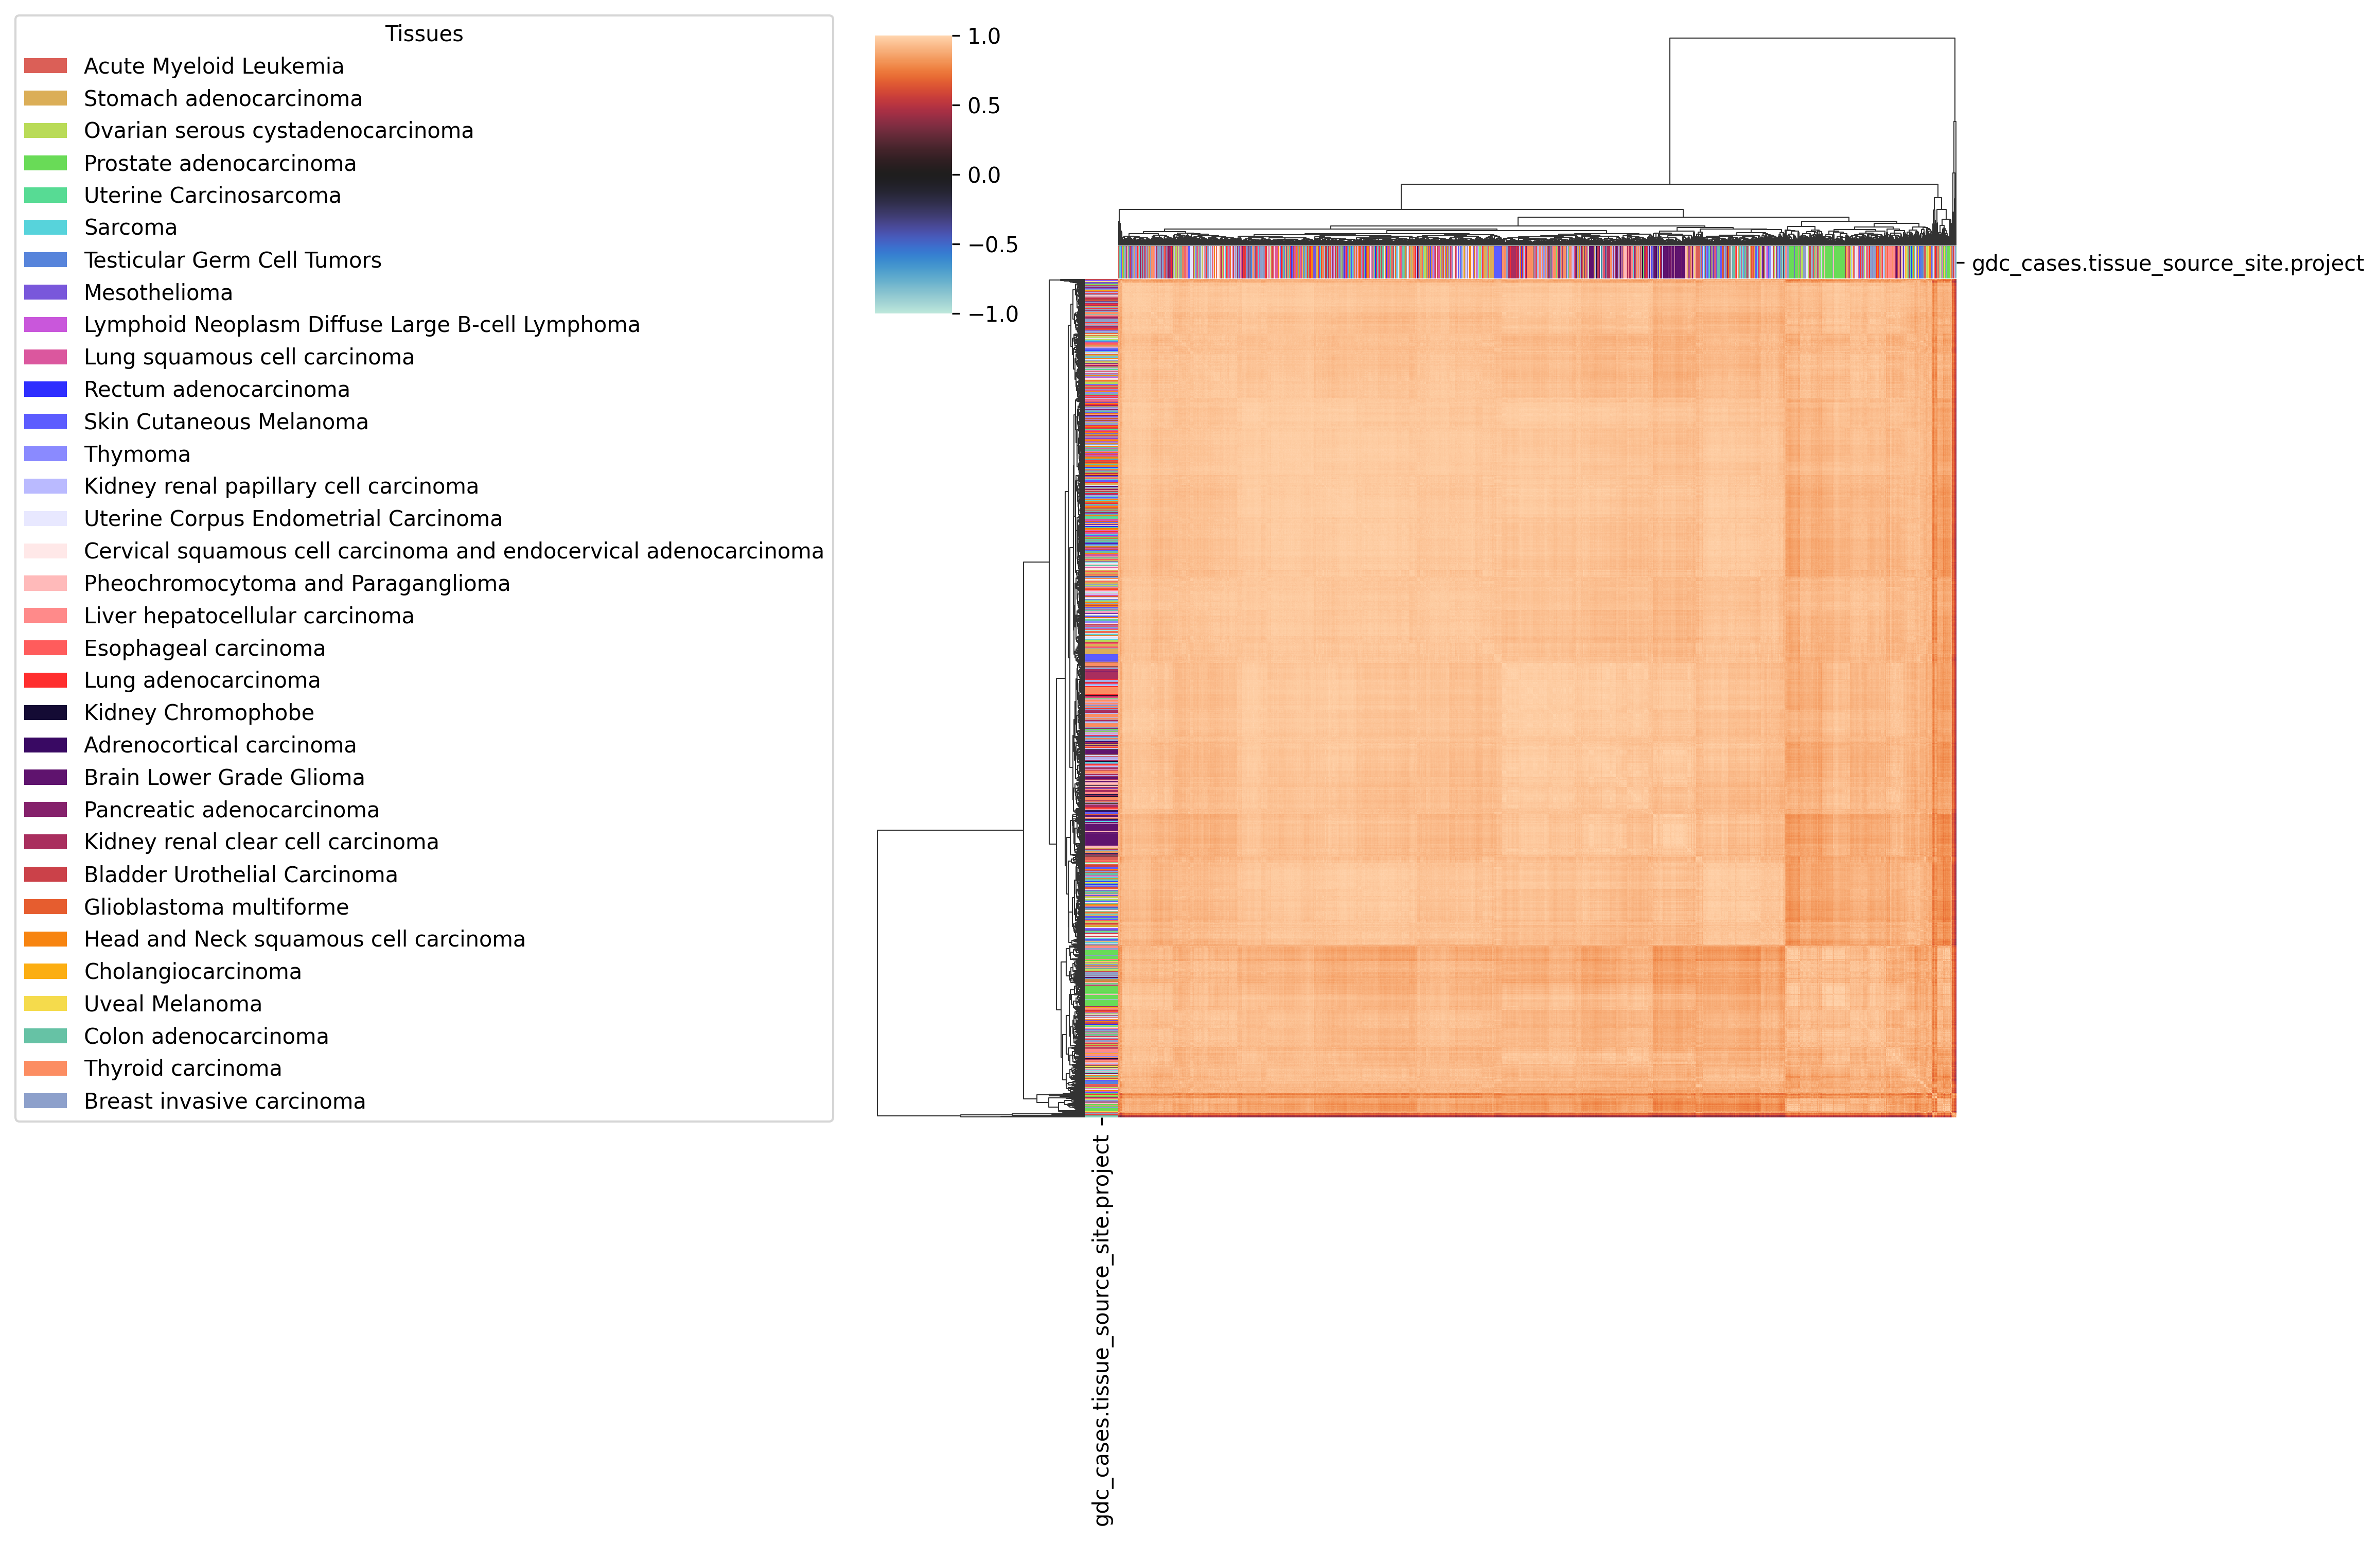 Tissues
Acute Myeloid Leukemia
Stomach adenocarcinoma
Ovarian serous cystadenocarcinoma
Prostate adenocarcinoma
Uterine Carcinosarcoma
Sarcoma
Testicular Germ Cell Tumors
Mesothelioma
Lymphoid Neoplasm Diffuse Large B-cell Lymphoma
Lung squamous cell carcinoma
Rectum adenocarcinoma
Skin Cutaneous Melanoma
Thymoma
Kidney renal papillary cell carcinoma
Uterine Corpus Endometrial Carcinoma
Cervical squamous cell carcinoma and endocervical adenocarcinoma
Pheochromocytoma and Paraganglioma
Liver hepatocellular carcinoma
Esophageal carcinoma
Lung adenocarcinoma
Kidney Chromophobe
Adrenocortical carcinoma
Brain Lower Grade Glioma
Pancreatic adenocarcinoma
Kidney renal clear cell carcinoma
Bladder Urothelial Carcinoma
Glioblastoma multiforme
Head and Neck squamous cell carcinoma
Cholangiocarcinoma
Uveal Melanoma
Colon adenocarcinoma
Thyroid carcinoma
Breast invasive carcinoma
1.0
0.5
0.0
−0.5
−1.0
gdc_cases.tissue_source_site.project
gdc_cases.tissue_source_site.project